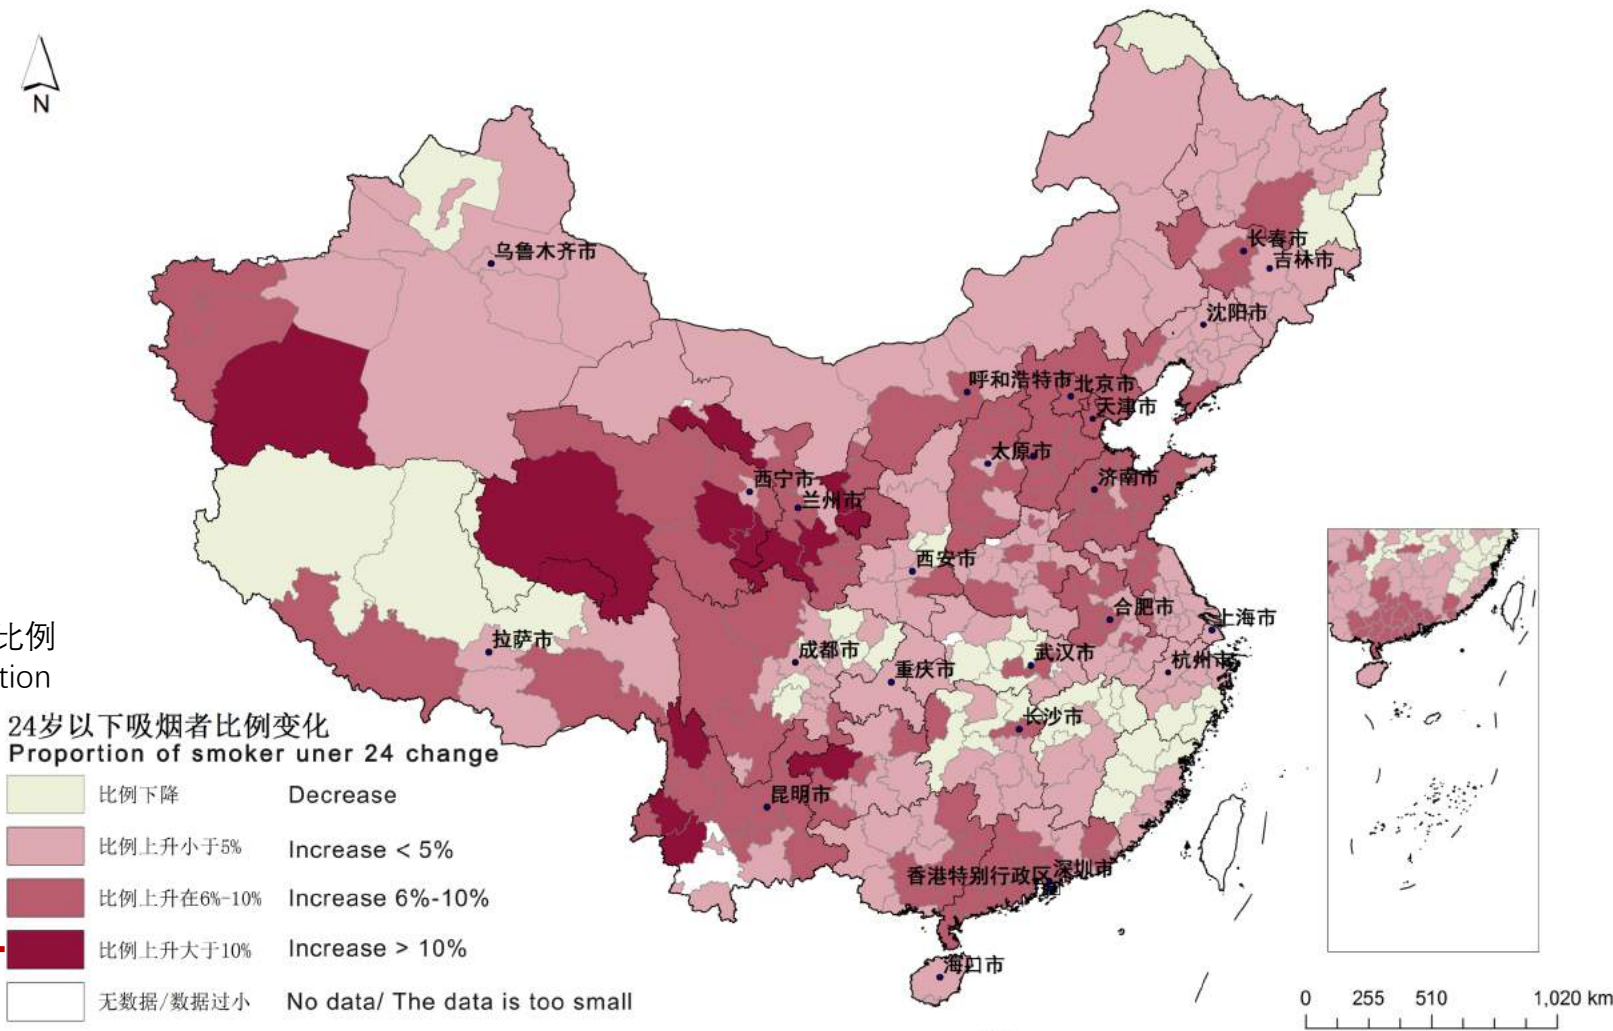 N
乌鲁木齐市
长春市
吉林市
沈阳市
呼和浩特市
北京市
天津市
太原市
济南市
西宁市
兰州市
西安市
合肥市
上海市
拉萨市
成都市
武汉市
重庆市
杭州市
长沙市
昆明市
香港特别行政区
深圳市
海口市
比例
tion
24岁以下吸烟者比例变化
Proportion of smoker uner 24 change
比例下降 Decrease
比例上升小于5% Increase < 5%
比例上升在6%-10% Increase 6%-10%
比例上升大于10% Increase > 10%
无数据/数据过小 No data/ The data is too small
0 255 510 1,020 km